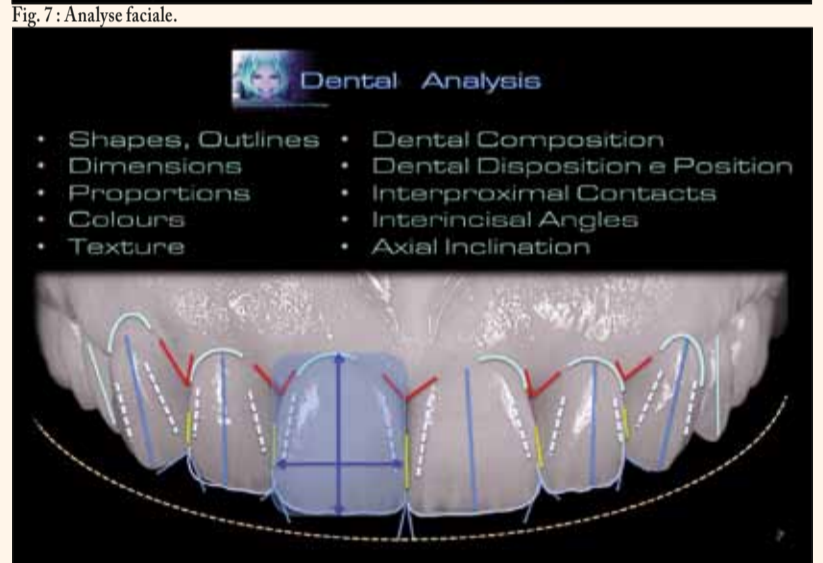 Fig. 7 : Analyse faciale.
Dental Analysis
• Shapes, Outlines
• Dimensions
• Proportions
• Colours
• Texture
• Dental Composition
• Dental Disposition e Position
• Interproximal Contacts
• Interincisal Angles
• Axial Inclination